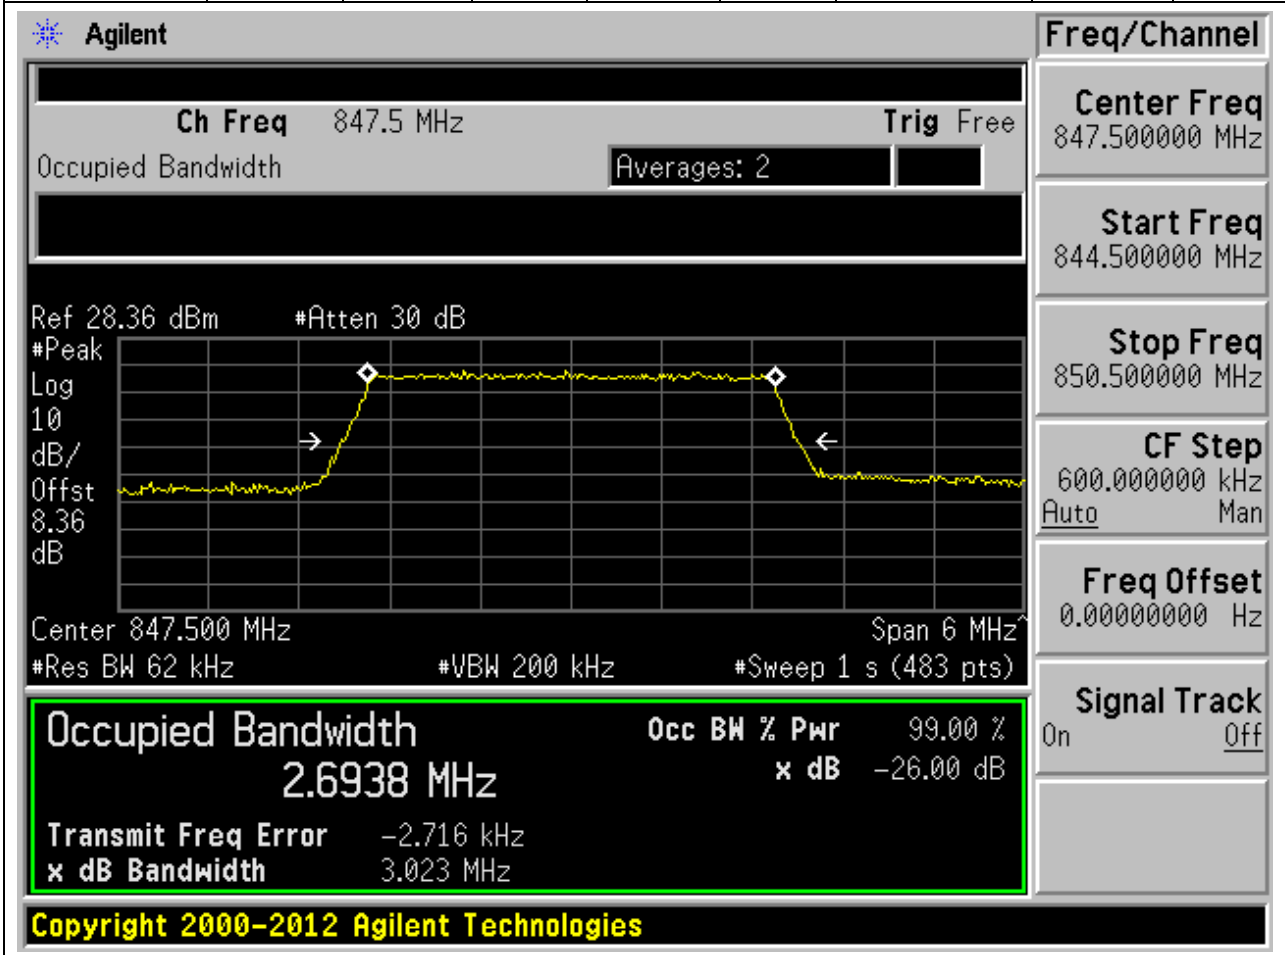 Agilent
Freq/Channel
Ch Freq 847.5 MHz Trig Free
Occupied Bandwidth Averages: 2
Center Freq
847.500000 MHz
Start Freq
844.500000 MHz
Stop Freq
850.500000 MHz
CF Step
600.000000 kHz
Auto Man
Freq Offset
0.00000000 Hz
Signal Track
On Off
Ref 28.36 dBm #Atten 30 dB
#Peak
Log
10
dB/
Offst
8.36
dB
Center 847.500 MHz Span 6 MHz^
#Res BW 62 kHz #VBW 200 kHz #Sweep 1 s (483 pts)
Occupied Bandwidth Occ BW % Pwr 99.00 %
2.6938 MHz x dB -26.00 dB
Transmit Freq Error -2.716 kHz
x dB Bandwidth 3.023 MHz
Copyright 2000-2012 Agilent Technologies